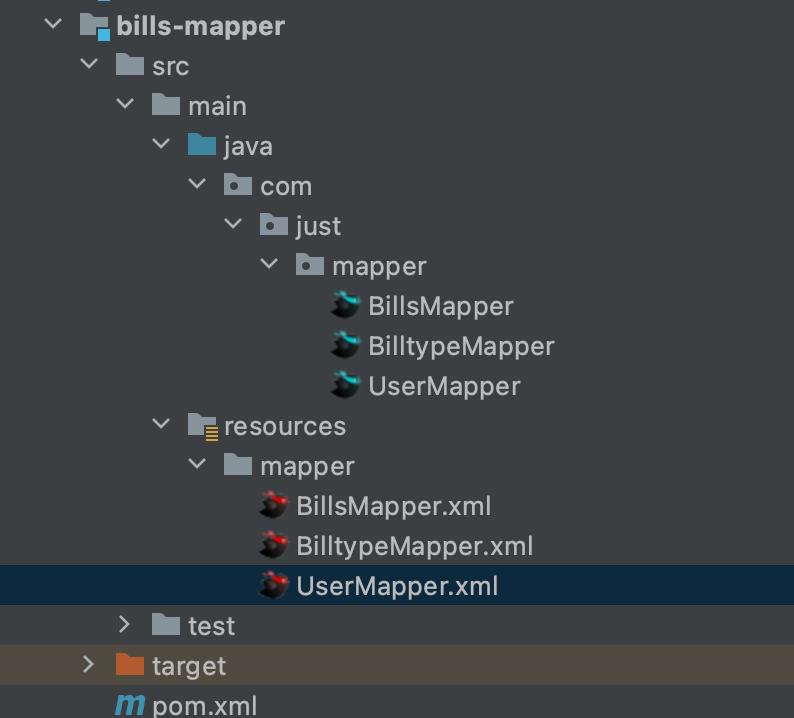 bills-mapper
src
main
java
com
just
mapper
BillsMapper
BilltypeMapper
UserMapper
resources
mapper
BillsMapper.xml
BilltypeMapper.xml
UserMapper.xml
test
target
m pom.xml